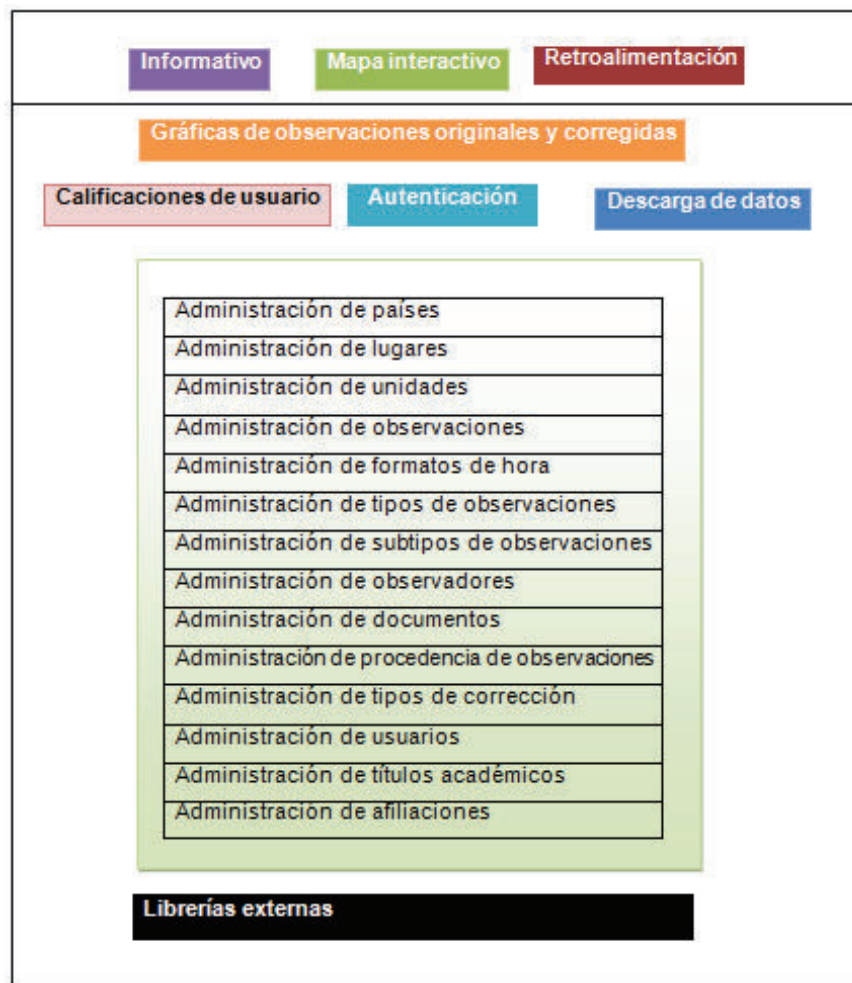 Informativo
Mapa interactivo
Retroalimentación
Gráficas de observaciones originales y corregidas
Calificaciones de usuario
Autenticación
Descarga de datos
Administración de países
Administración de lugares
Administración de unidades
Administración de observaciones
Administración de formatos de hora
Administración de tipos de observaciones
Administración de subtipos de observaciones
Administración de observadores
Administración de documentos
Administración de procedencia de observaciones
Administración de tipos de corrección
Administración de usuarios
Administración de títulos académicos
Administración de afiliaciones
Librerías externas